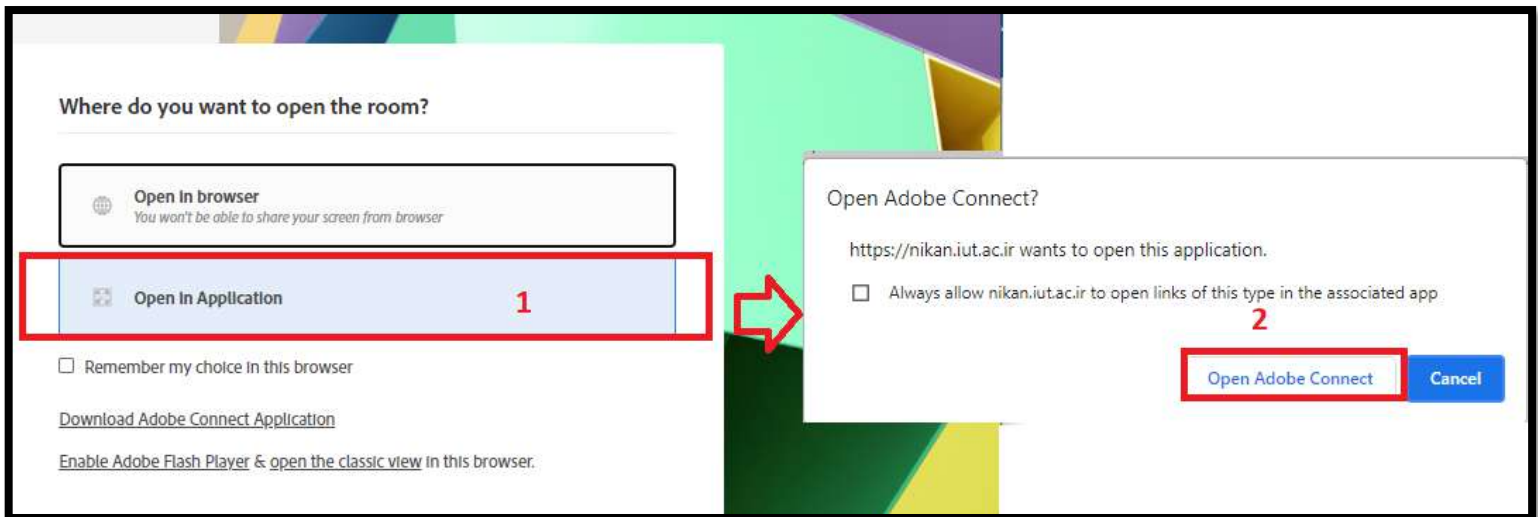 Where do you want to open the room?
Open in browser
You won't be able to share your screen from browser
Open in Application
1
Remember my choice in this browser
Download Adobe Connect Application
Enable Adobe Flash Player & open the classic view in this browser.
Open Adobe Connect?
https://nikan.iut.ac.ir wants to open this application.
Always allow nikan.iut.ac.ir to open links of this type in the associated app
2
Open Adobe Connect
Cancel